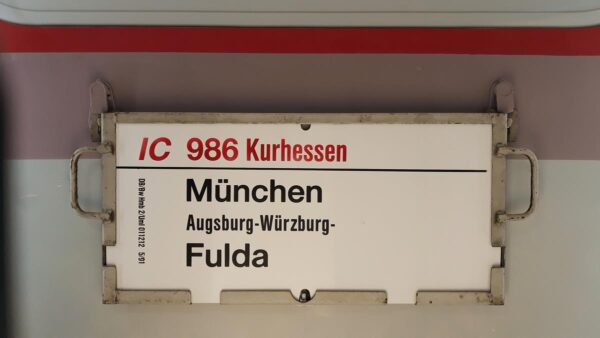 IC 986 Kurhessen
München
Augsburg-Würzburg-
Fulda